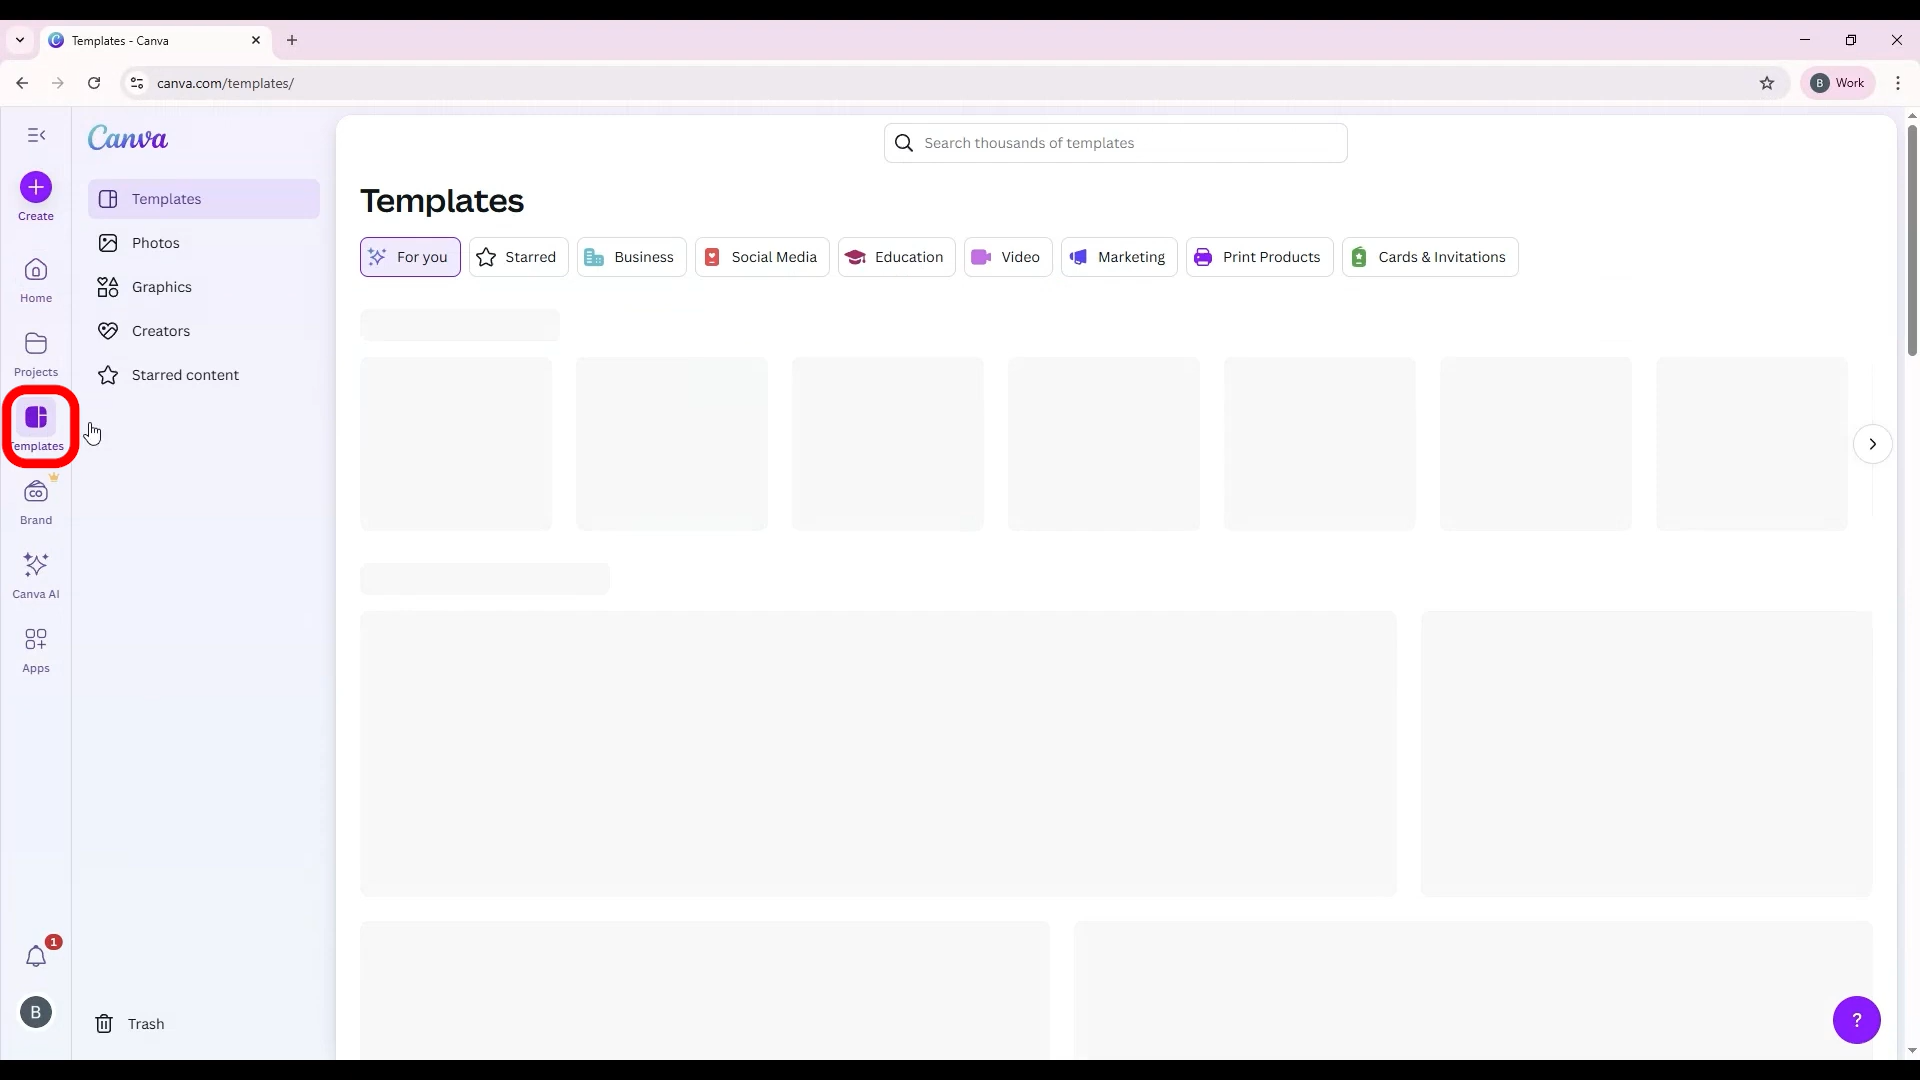 Templates - Canva
canva.com/templates/
B
Work
Canva
Search thousands of templates
Create
Home
Projects
Templates
Brand
Canva AI
Apps
1
B
Templates
Photos
Graphics
Creators
Starred content
Trash
Templates
For you
Starred
Business
Social Media
Education
Video
Marketing
Print Products
Cards & Invitations
?